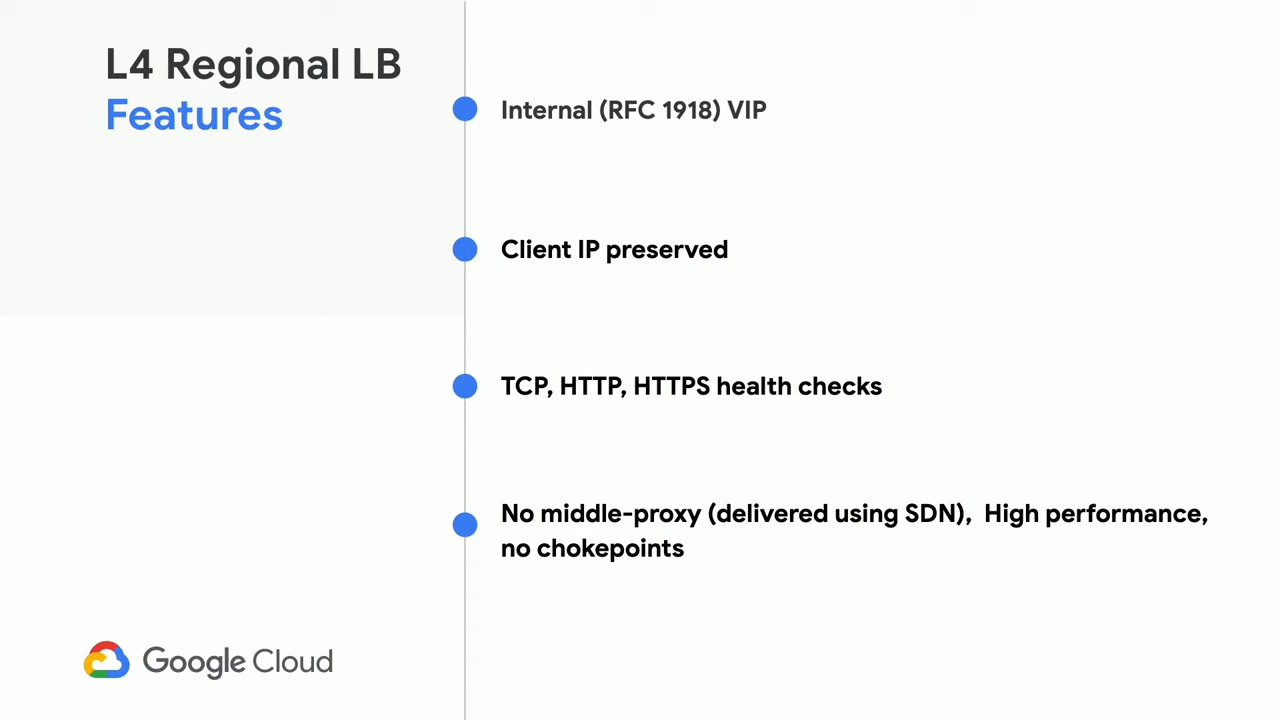 L4 Regional LB
Features
Internal (RFC 1918) VIP
Client IP preserved
TCP, HTTP, HTTPS health checks
No middle-proxy (delivered using SDN),  High performance,
no chokepoints
Google Cloud